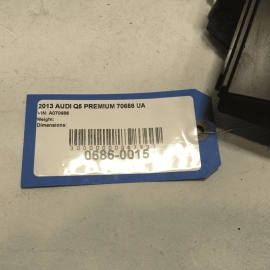 2013 AUDI Q5 PREMIUM 70686 UA
VIN: A070686
Weight:
Dimensions:
0686-0015